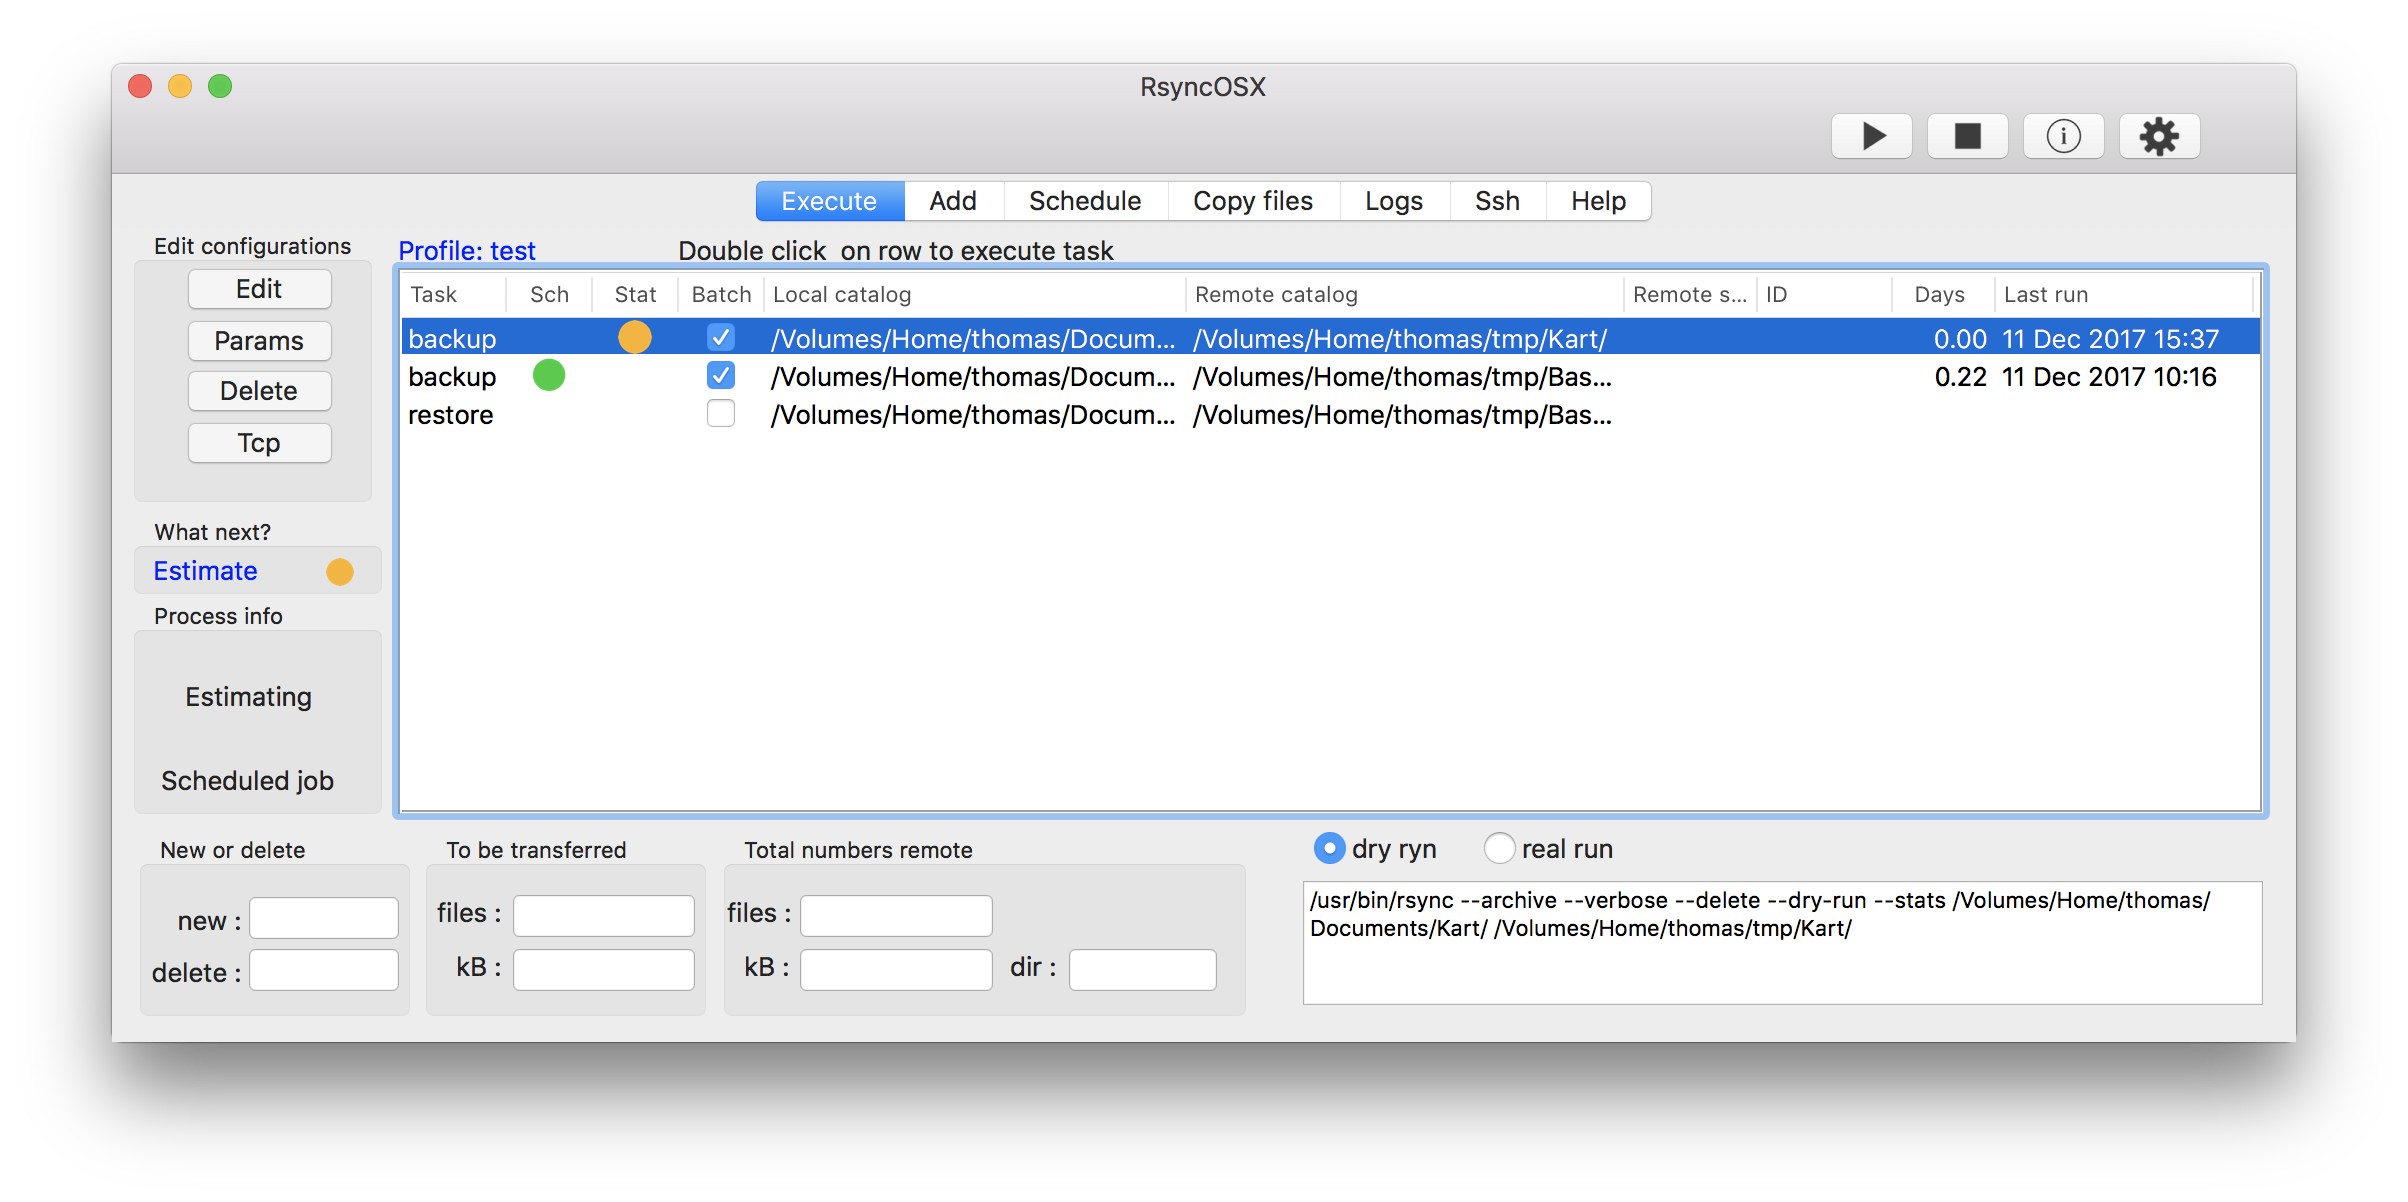 RsyncOSX
Execute Add Schedule Copy files Logs Ssh Help
Edit configurations
Edit
Params
Delete
Tcp
What next?
Estimate
Process info
Estimating
Scheduled job
Profile: test Double click on row to execute task
Task Sch Stat Batch Local catalog Remote catalog Remote s... ID Days Last run
backup /Volumes/Home/thomas/Docum... /Volumes/Home/thomas/tmp/Kart/ 0.00 11 Dec 2017 15:37
backup /Volumes/Home/thomas/Docum... /Volumes/Home/thomas/tmp/Bas... 0.22 11 Dec 2017 10:16
restore /Volumes/Home/thomas/Docum... /Volumes/Home/thomas/tmp/Bas...
New or delete
new :
delete :
To be transferred
files :
kB :
Total numbers remote
files :
kB : dir :
dry ryn real run
/usr/bin/rsync --archive --verbose --delete --dry-run --stats /Volumes/Home/thomas/
Documents/Kart/ /Volumes/Home/thomas/tmp/Kart/